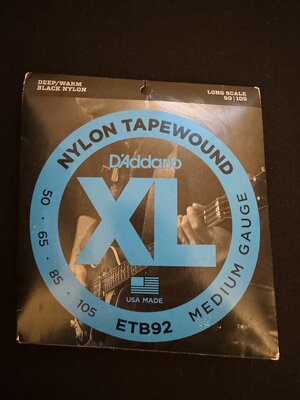 DEEP/WARM
BLACK NYLON
LONG SCALE
50 | 105
NYLON TAPEWOUND
D'Addario
XL
USA MADE
50 · 65 · 85 · 105
ETB92
MEDIUM GAUGE